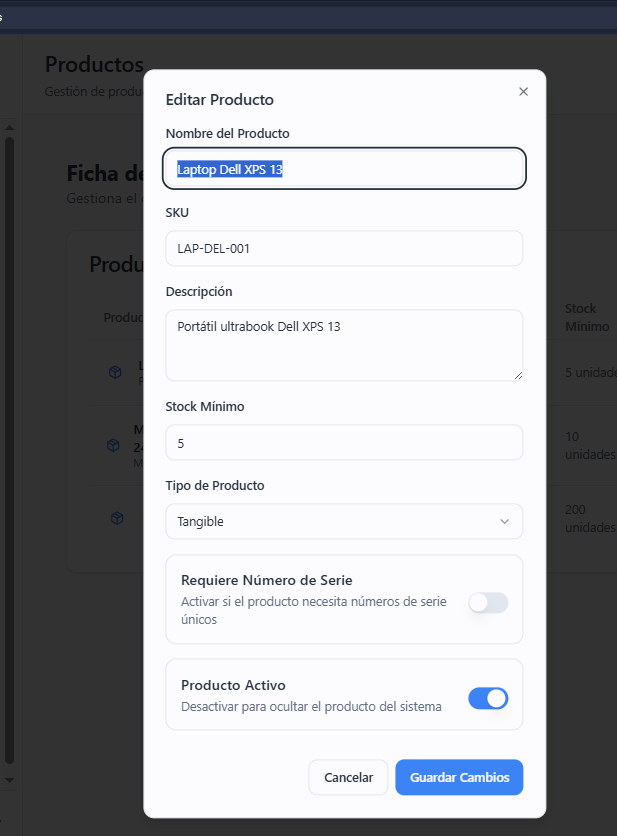 Productos
Gestión de produ
Editar Producto
Nombre del Producto
Laptop Dell XPS 13
SKU
LAP-DEL-001
Descripción
Portátil ultrabook Dell XPS 13
Stock Mínimo
5
Tipo de Producto
Tangible
Requiere Número de Serie
Activar si el producto necesita números de serie
únicos
Producto Activo
Desactivar para ocultar el producto del sistema
Cancelar
Guardar Cambios
Ficha de
Gestiona el
Produ
Produc
Stock
Mínimo
L
P
5 unidade
M
24
M
10
unidades
200
unidades